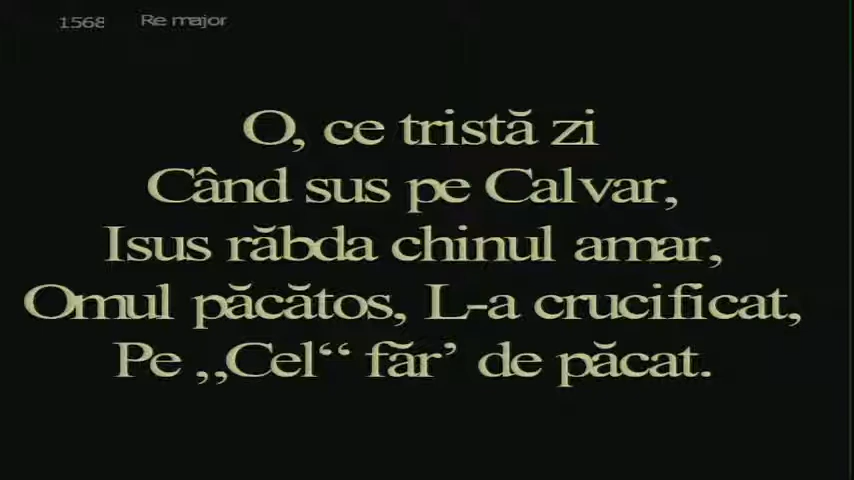 1568 Re major
O, ce tristă zi
Când sus pe Calvar,
Isus răbda chinul amar,
Omul păcătos, L-a crucificat,
Pe „Cel“ făr’ de păcat.